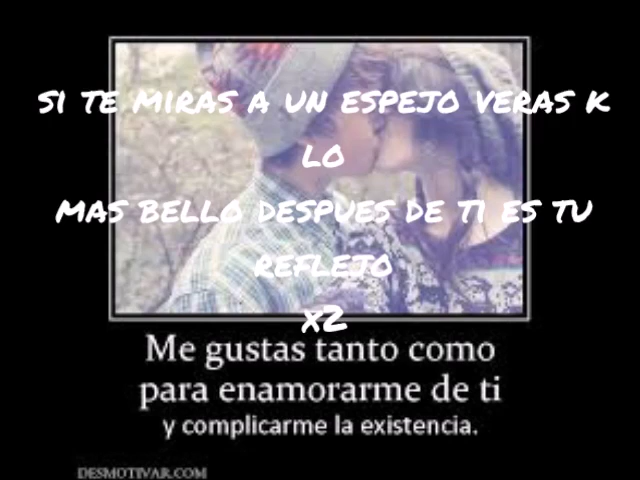 SI TE MIRAS A UN ESPEJO VERAS K
LO
MAS BELLO DESPUES DE TI ES TU
REFLEJO
X2
Me gustas tanto como
para enamorarme de ti
y complicarme la existencia.
DESMOTIVAR.COM